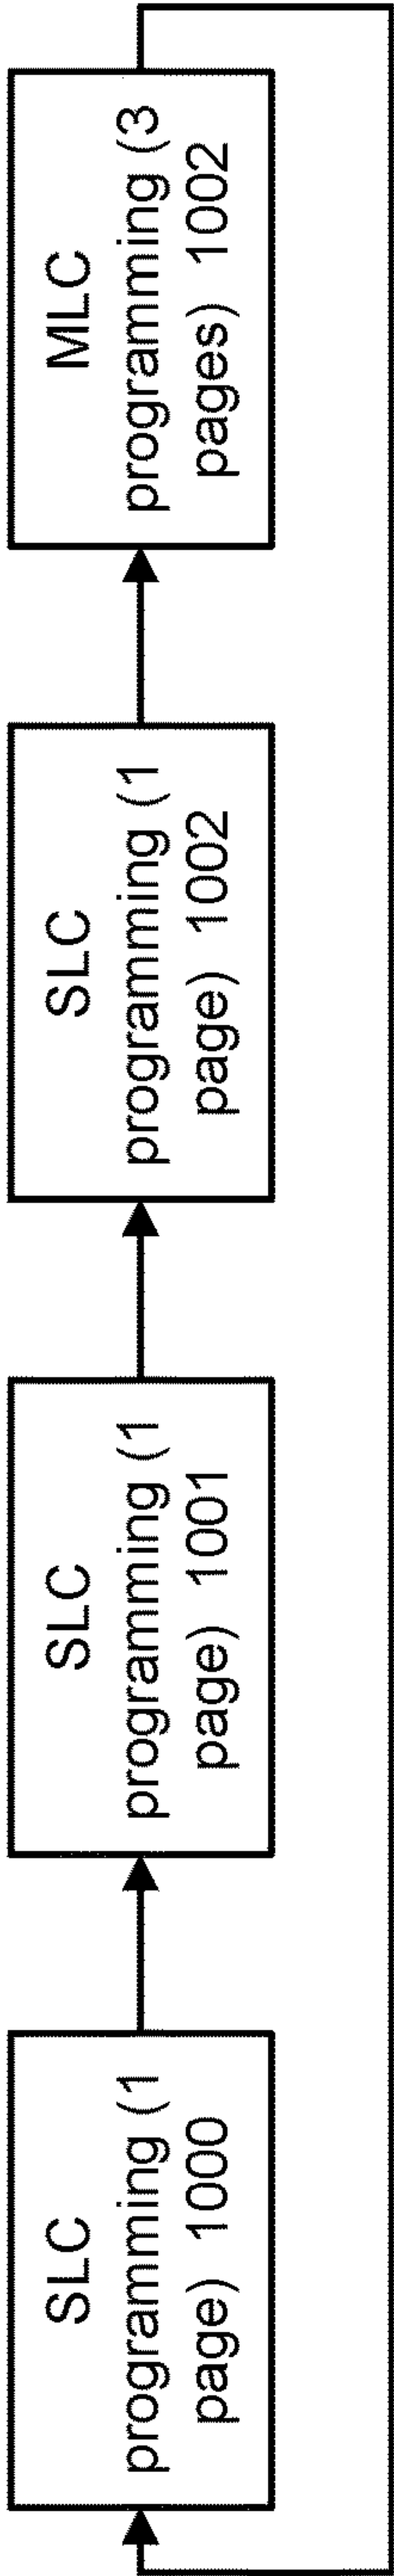 SLC
programming (1
page) 1000
SLC
programming (1
page) 1001
SLC
programming (1
page) 1002
MLC
programming (3
pages) 1002